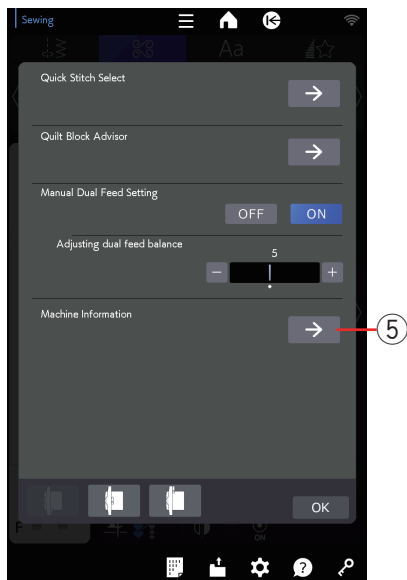 Sewing
Aa
Quick Stitch Select
Quilt Block Advisor
Manual Dual Feed Setting
OFF
ON
Adjusting dual feed balance
5
− +
Machine Information
5
OK
F
ON
?